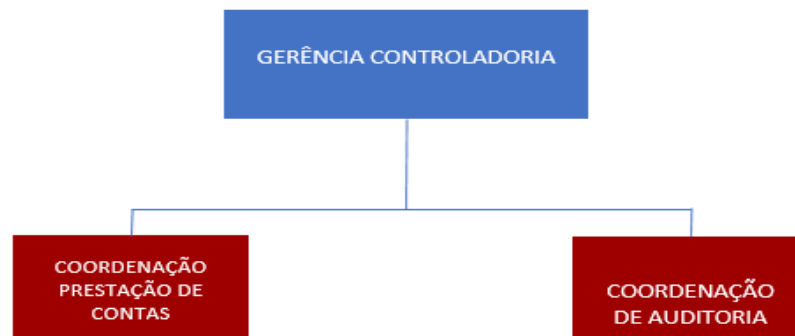 GERÊNCIA CONTROLADORIA
COORDENAÇÃO
PRESTAÇÃO DE
CONTAS
COORDENAÇÃO
DE AUDITORIA